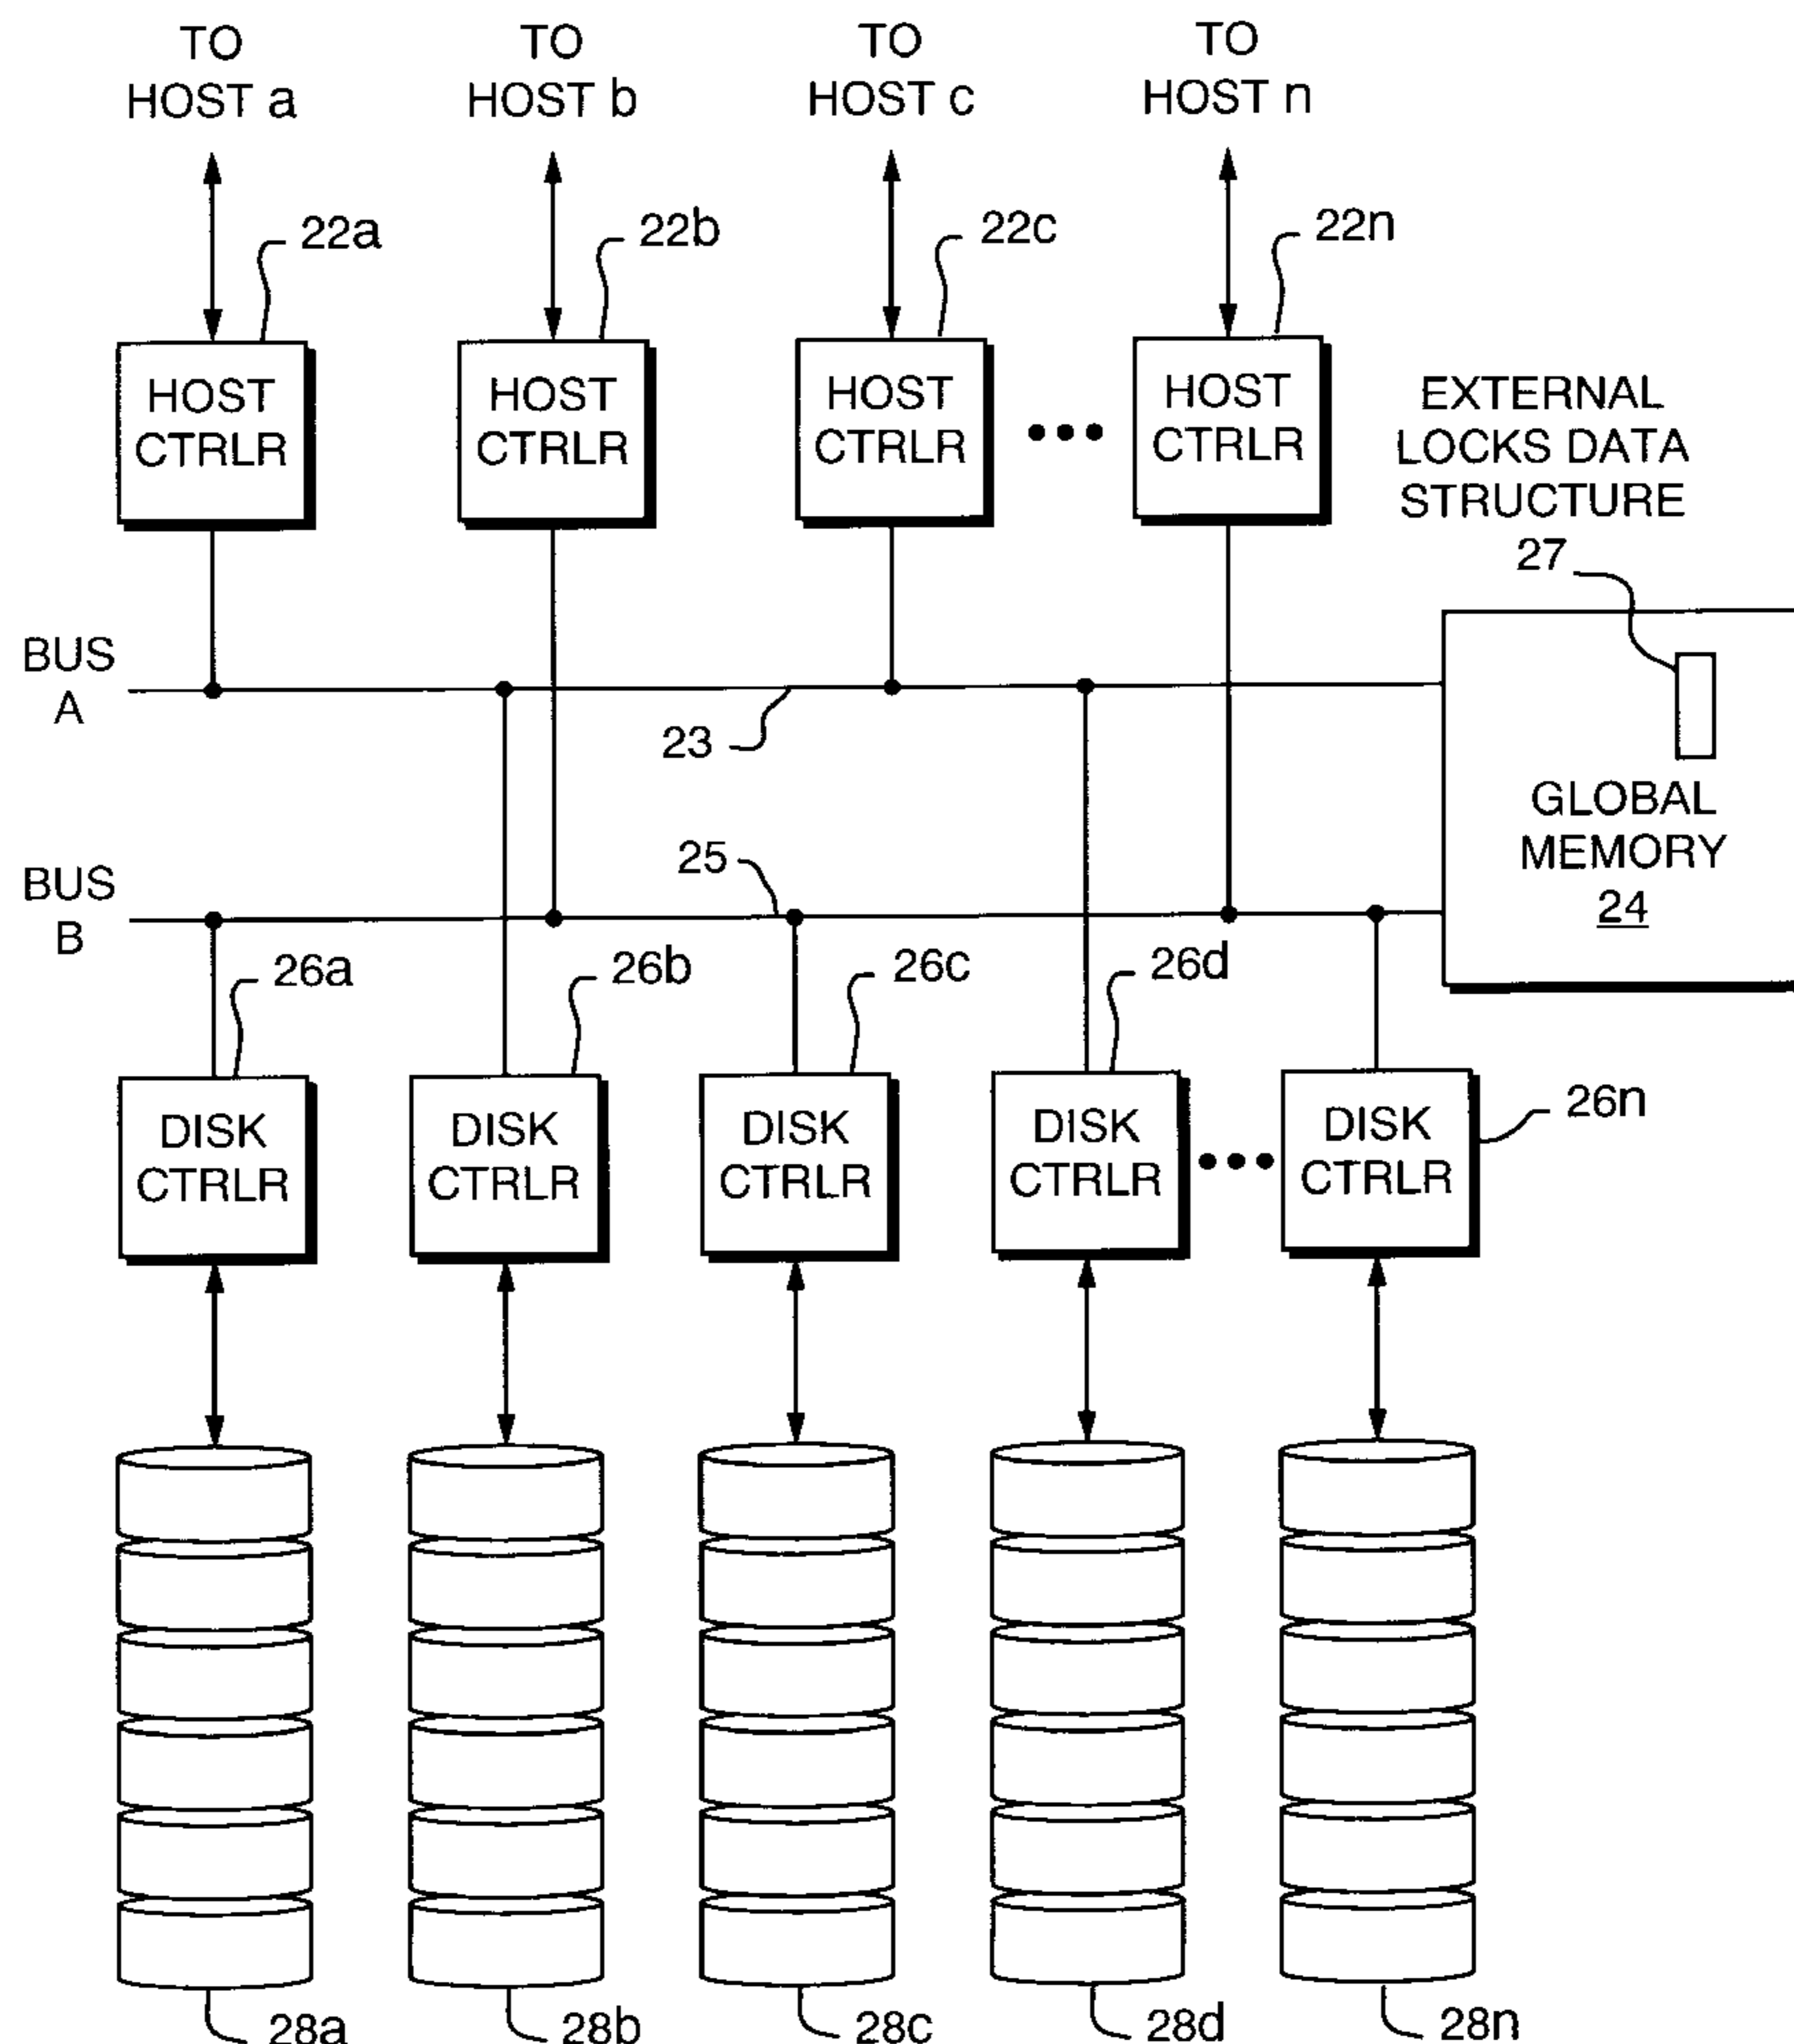 TO
HOST a
TO
HOST b
TO
HOST c
TO
HOST n
22a
22b
22c
22n
HOST
CTRLR
HOST
CTRLR
HOST
CTRLR
HOST
CTRLR
EXTERNAL
LOCKS DATA
STRUCTURE
27
BUS
A
23
GLOBAL
MEMORY
24
BUS
B
25
26a
26b
26c
26d
26n
DISK
CTRLR
DISK
CTRLR
DISK
CTRLR
DISK
CTRLR
DISK
CTRLR
28a
28b
28c
28d
28n